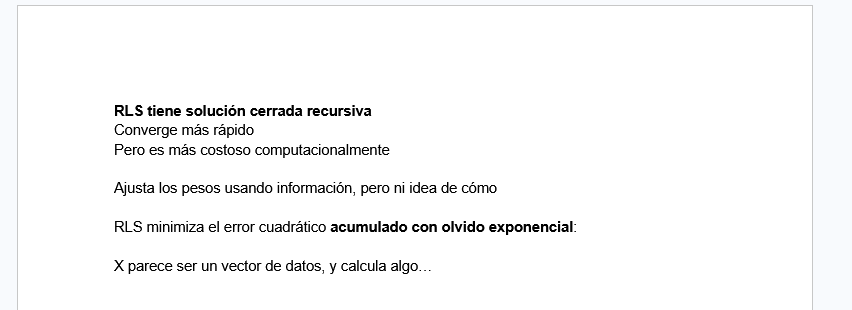 RLS tiene solución cerrada recursiva
Converge más rápido
Pero es más costoso computacionalmente
Ajusta los pesos usando información, pero ni idea de cómo
RLS minimiza el error cuadrático acumulado con olvido exponencial:
X parece ser un vector de datos, y calcula algo…